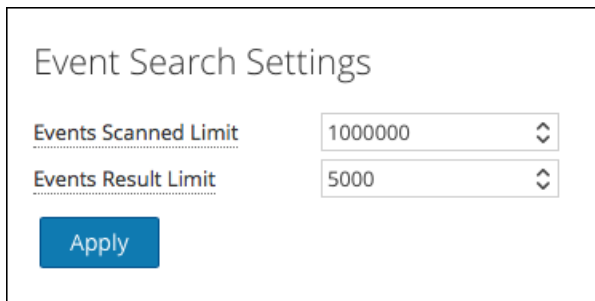 Event Search Settings
Events Scanned Limit 1000000
Events Result Limit 5000
Apply